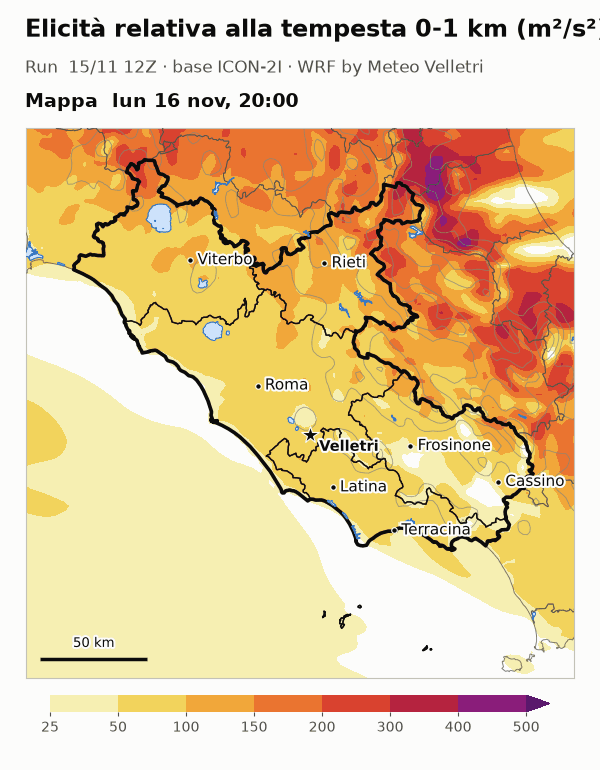 Elicità relativa alla tempesta 0-1 km (m²/s²)
Run 15/11 12Z · base ICON-2I · WRF by Meteo Velletri
Mappa lun 16 nov, 20:00
Viterbo
Rieti
Roma
Velletri
Frosinone
Cassino
Latina
Terracina
50 km
25 50 100 150 200 300 400 500